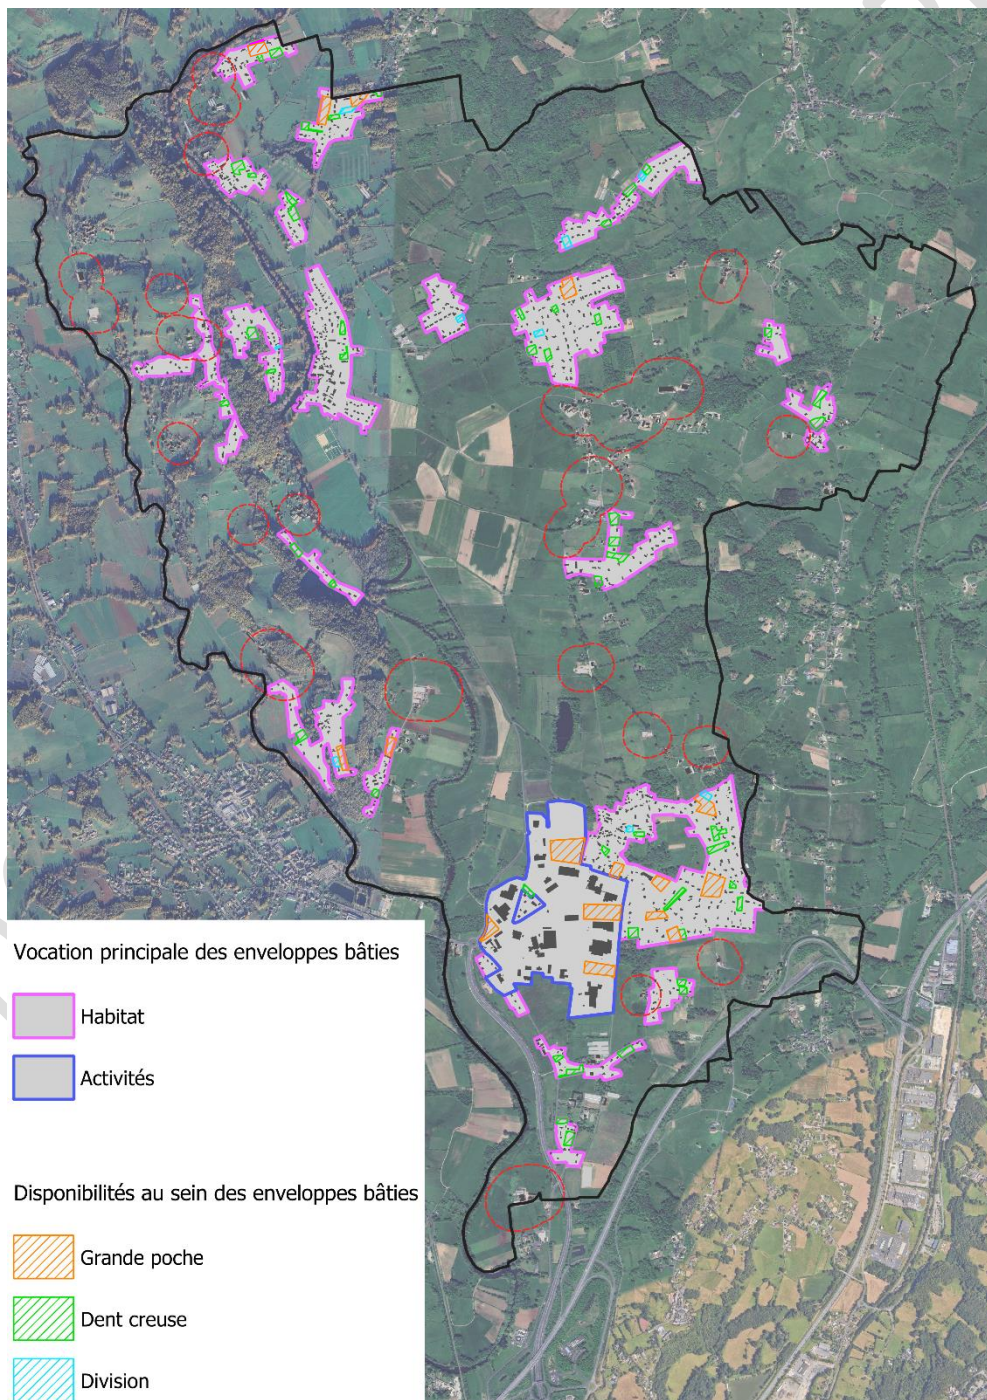 Vocation principale des enveloppes bâties
Habitat
Activités
Disponibilités au sein des enveloppes bâties
Grande poche
Dent creuse
Division